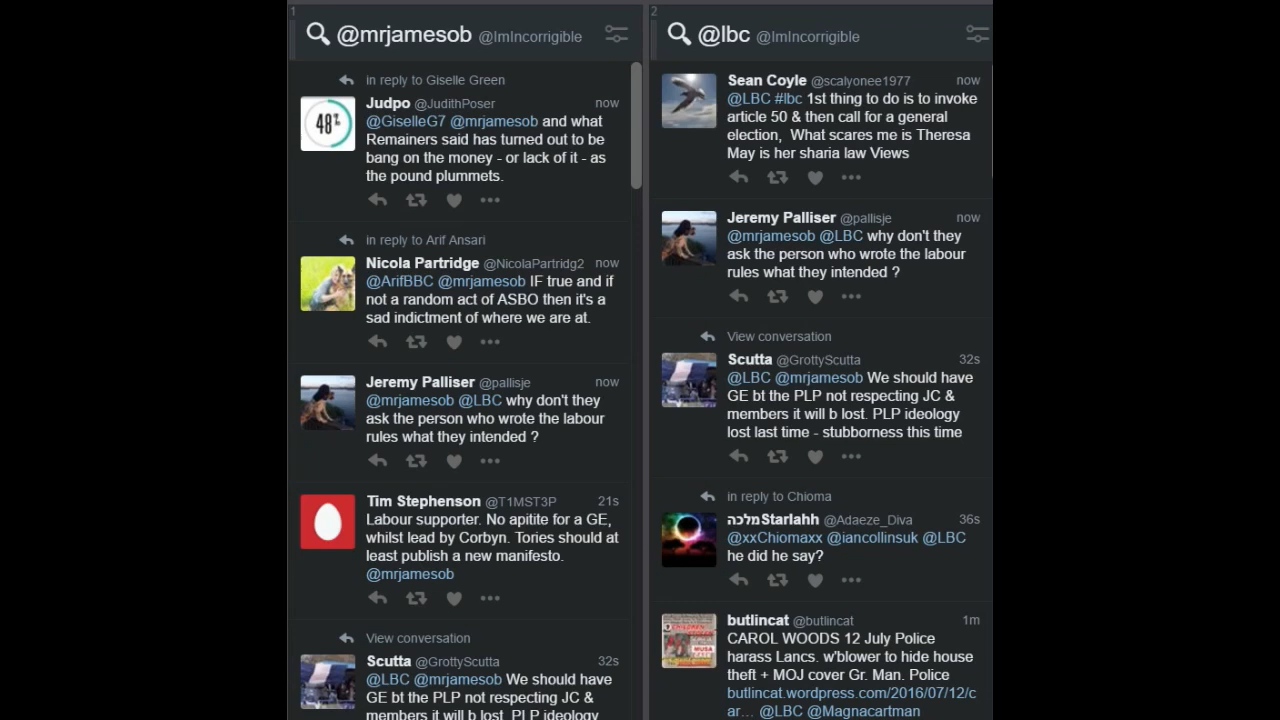 1
@mrjamesob @ImIncorrigible
in reply to Giselle Green
Judpo @JudithPoser now
48%
@GiselleG7 @mrjamesob and what
Remainers said has turned out to be
bang on the money - or lack of it - as
the pound plummets.
in reply to Arif Ansari
Nicola Partridge @NicolaPartridg2 now
@ArifBBC @mrjamesob IF true and if
not a random act of ASBO then it's a
sad indictment of where we are at.
Jeremy Palliser @pallisje now
@mrjamesob @LBC why don't they
ask the person who wrote the labour
rules what they intended ?
Tim Stephenson @T1MST3P 21s
Labour supporter. No apitite for a GE,
whilst lead by Corbyn. Tories should at
least publish a new manifesto.
@mrjamesob
View conversation
Scutta @GrottyScutta 32s
@LBC @mrjamesob We should have
GE bt the PLP not respecting JC &
members it will b lost. PLP ideology
2
@lbc @ImIncorrigible
Sean Coyle @scalyonee1977 now
@LBC #lbc 1st thing to do is to invoke
article 50 & then call for a general
election, What scares me is Theresa
May is her sharia law Views
Jeremy Palliser @pallisje now
@mrjamesob @LBC why don't they
ask the person who wrote the labour
rules what they intended ?
View conversation
Scutta @GrottyScutta 32s
@LBC @mrjamesob We should have
GE bt the PLP not respecting JC &
members it will b lost. PLP ideology
lost last time - stubborness this time
in reply to Chioma
מלכהStarlahh @Adaeze_Diva 36s
@xxChiomaxx @iancollinsuk @LBC
he did he say?
butlincat @butlincat 1m
CHILDREN
MUSA
CAROL WOODS 12 July Police
harass Lancs. w'blower to hide house
theft + MOJ cover Gr. Man. Police
butlincat.wordpress.com/2016/07/12/c
ar… @LBC @Magnacartman